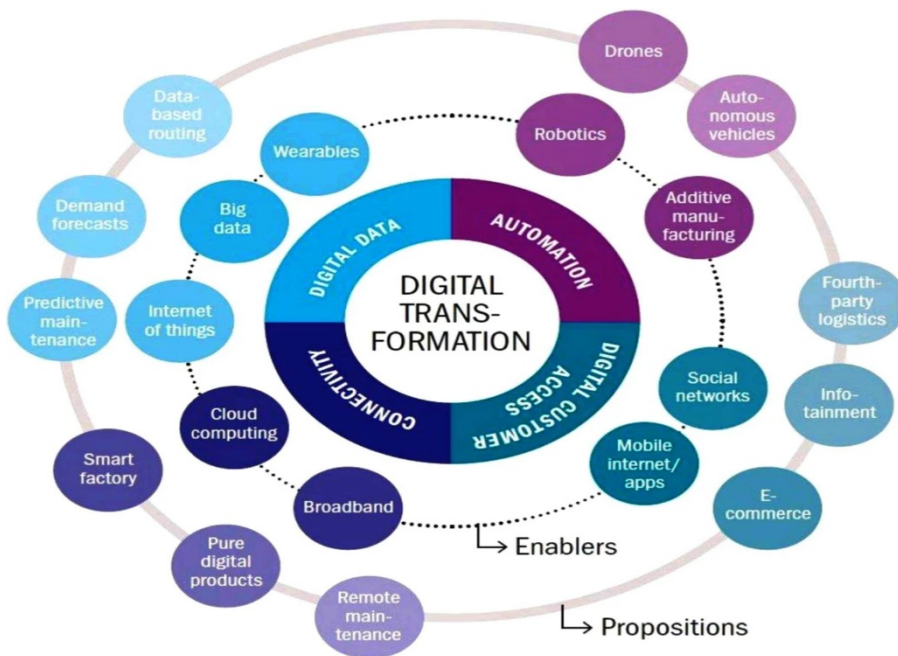 DIGITAL
TRANS-
FORMATION
DIGITAL DATA
AUTOMATION
DIGITAL CUSTOMER
ACCESS
CONNECTIVITY
Wearables
Big
data
Internet
of things
Robotics
Additive
manu-
facturing
Social
networks
Mobile
internet/
apps
Broadband
Cloud
computing
Enablers
Data-
based
routing
Demand
forecasts
Predictive
main-
tenance
Drones
Auto-
nomous
vehicles
Fourth-
party
logistics
Info-
tainment
E-
commerce
Remote
main-
tenance
Pure
digital
products
Smart
factory
Propositions